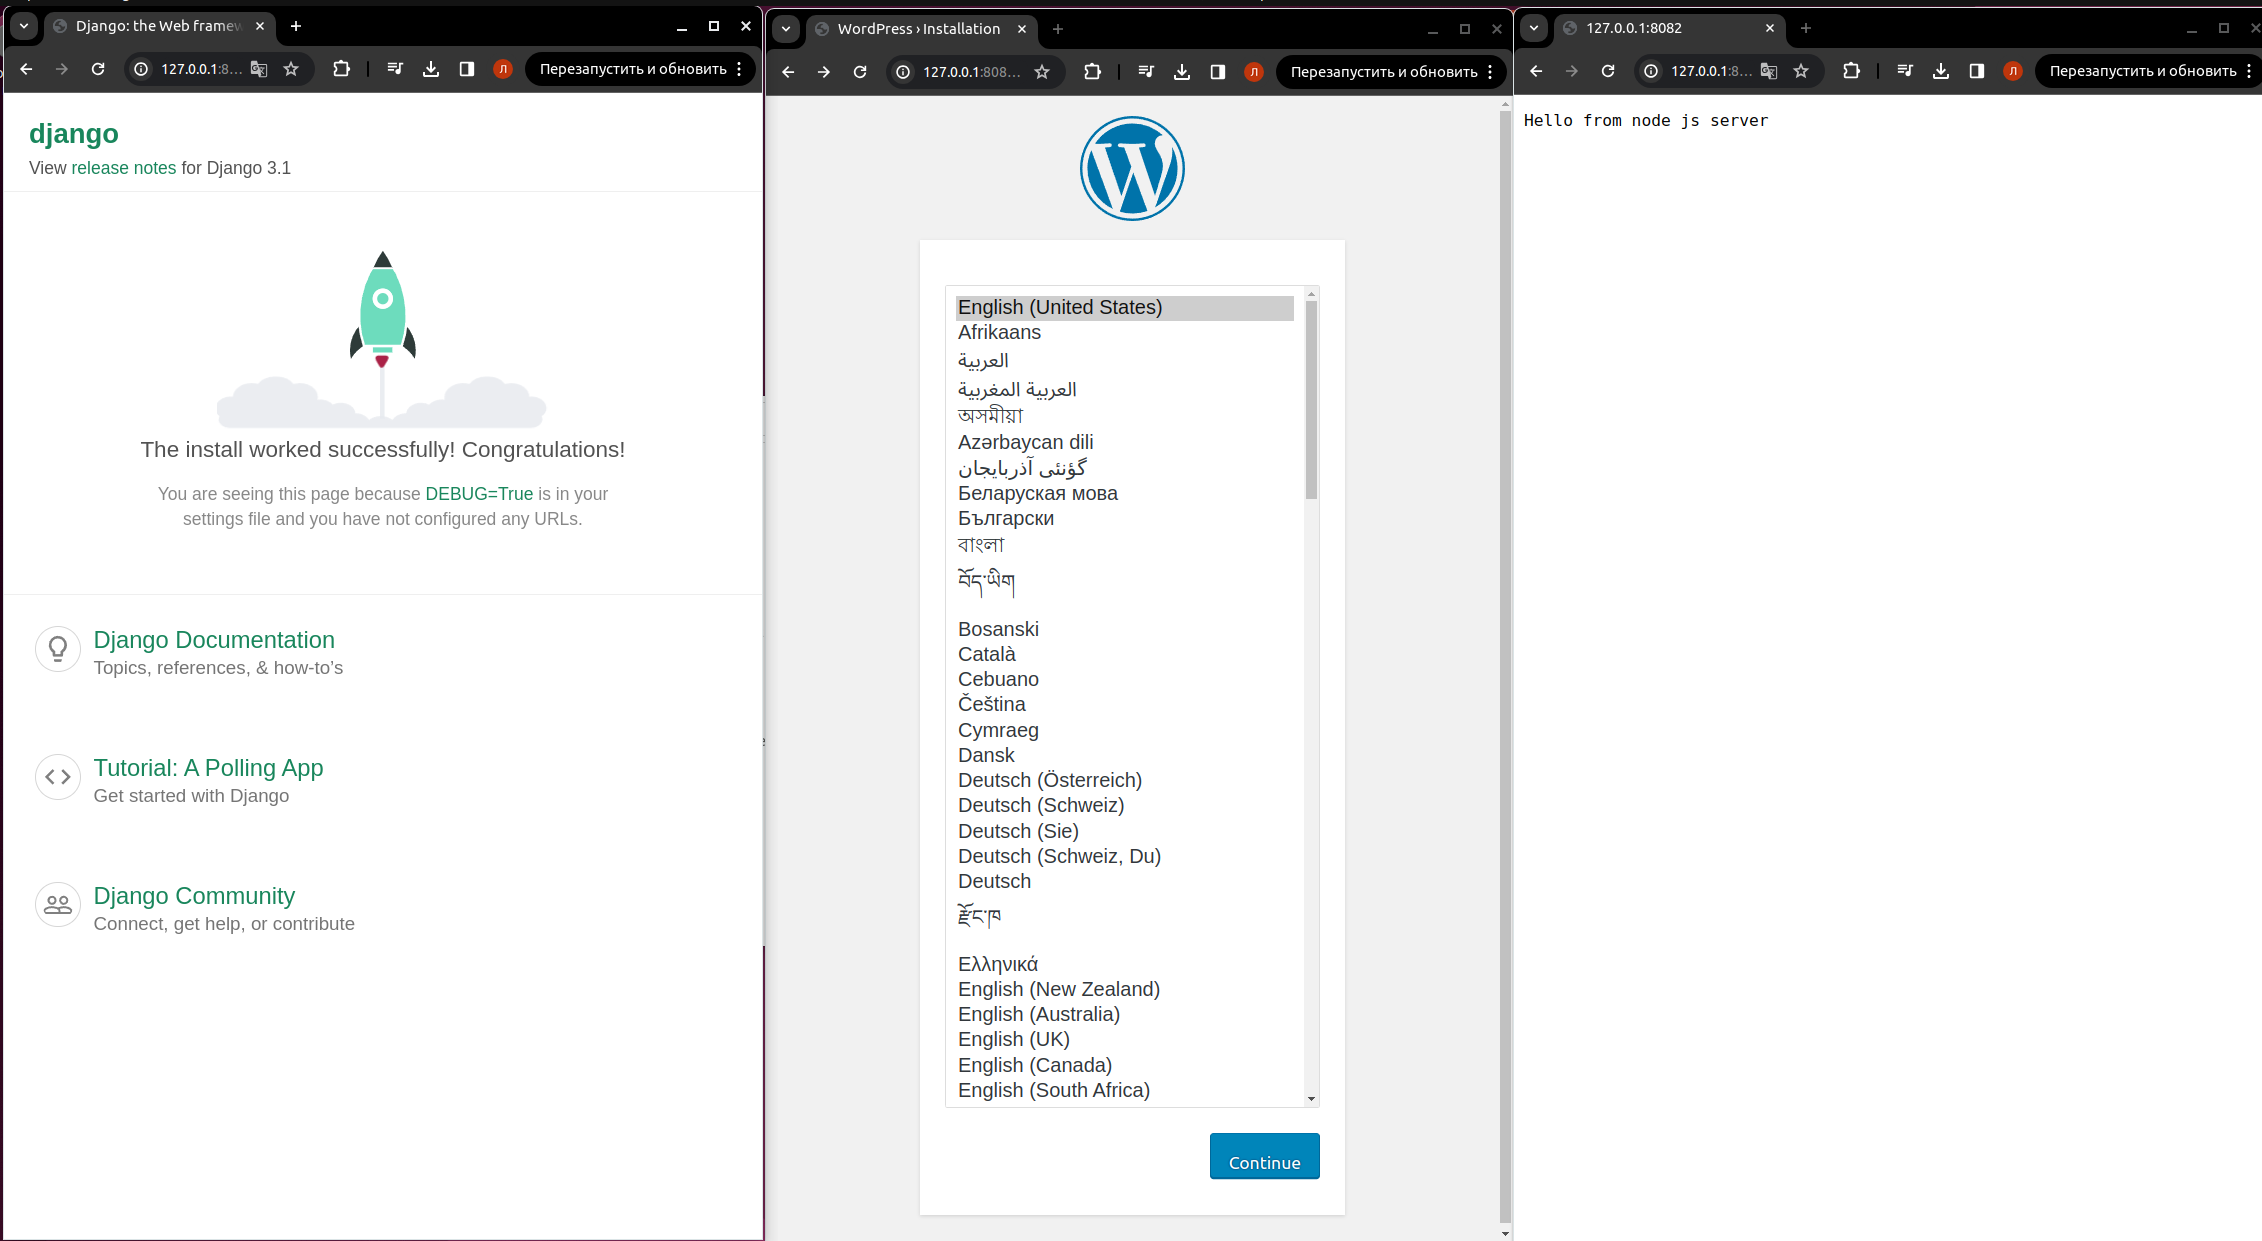 Django: the Web framew
127.0.0.1:8...
Перезапустить и обновить
django
View release notes for Django 3.1
The install worked successfully! Congratulations!
You are seeing this page because DEBUG=True is in your
settings file and you have not configured any URLs.
Django Documentation
Topics, references, & how-to’s
Tutorial: A Polling App
Get started with Django
Django Community
Connect, get help, or contribute
WordPress › Installation
127.0.0.1:808...
Л
Перезапустить и обновить
English (United States)
Afrikaans
العربية
العربية المغربية
অসমীয়া
Azərbaycan dili
گؤنئی آذربایجان
Беларуская мова
Български
বাংলা
བོད་ཡིག
Bosanski
Català
Cebuano
Čeština
Cymraeg
Dansk
Deutsch (Österreich)
Deutsch (Schweiz)
Deutsch (Sie)
Deutsch (Schweiz, Du)
Deutsch
རྫོང་ཁ
Ελληνικά
English (New Zealand)
English (Australia)
English (UK)
English (Canada)
English (South Africa)
Continue
127.0.0.1:8082
127.0.0.1:8...
Л
Перезапустить и обновить
Hello from node js server